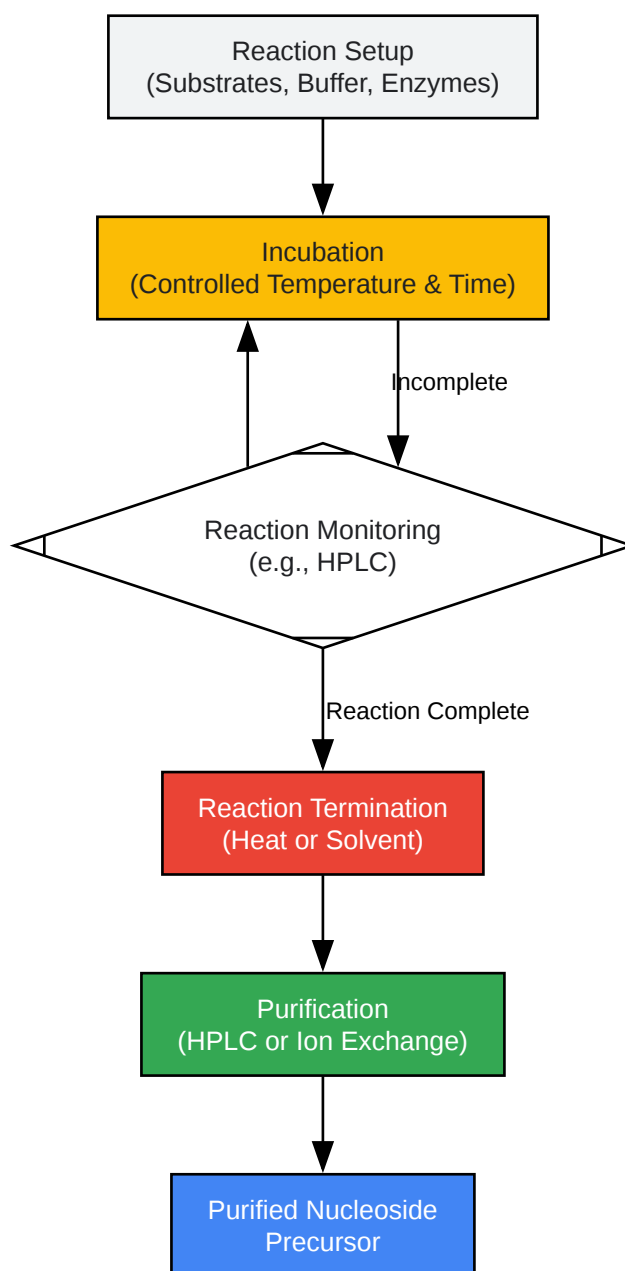 Reaction Setup
(Substrates, Buffer, Enzymes)
Incubation
(Controlled Temperature & Time)
Incomplete
Reaction Monitoring
(e.g., HPLC)
Reaction Complete
Reaction Termination
(Heat or Solvent)
Purification
(HPLC or Ion Exchange)
Purified Nucleoside
Precursor